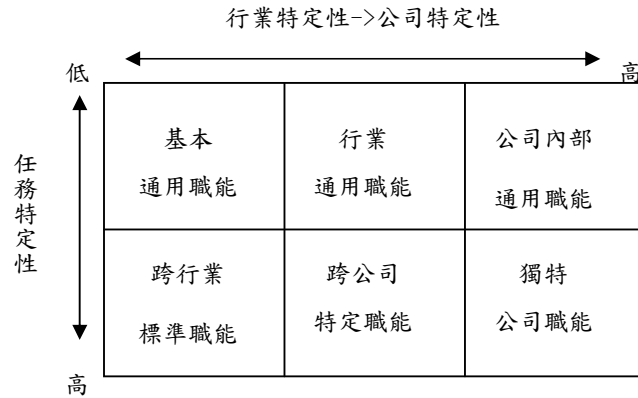 行業特定性->公司特定性
低
高
任務特定性
基本
通用職能
行業
通用職能
公司內部
通用職能
跨行業
標準職能
跨公司
特定職能
獨特
公司職能
高